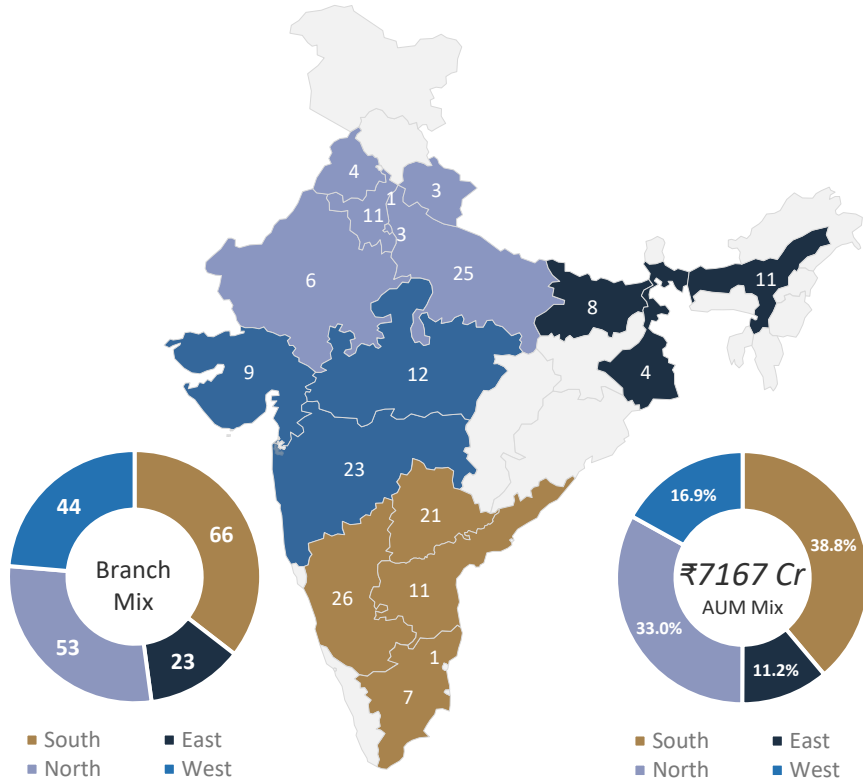 4
1
3
11
3
6
25
11
8
9
12
4
23
21
26
11
1
7
44
66
Branch
Mix
53
23
South
East
North
West
16.9%
38.8%
₹7167 Cr
AUM Mix
33.0%
11.2%
South
East
North
West